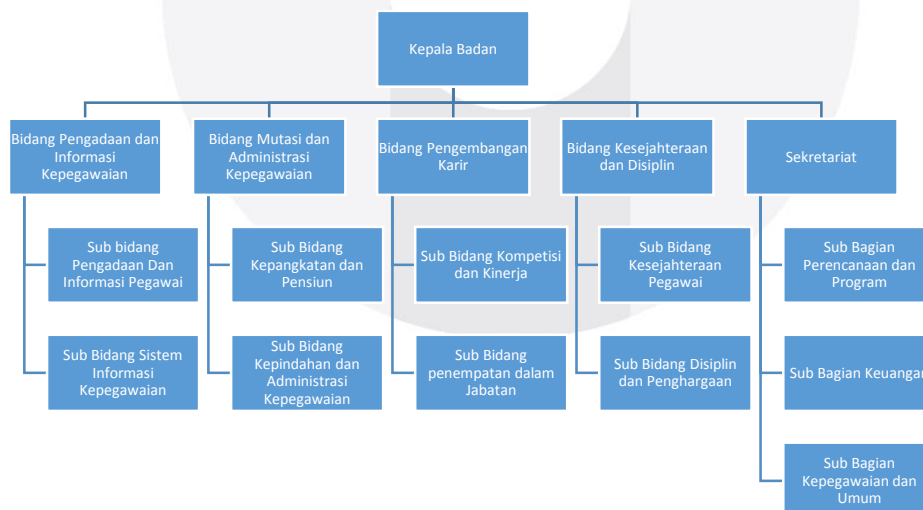 Kepala Badan
Bidang Pengadaan dan
Informasi
Kepegawaian
Bidang Mutasi dan
Administrasi
Kepegawaian
Bidang Pengembangan
Karir
Bidang Kesejahteraan
dan Disiplin
Sekretariat
Sub bidang
Pengadaan Dan
Informasi Pegawai
Sub Bidang
Kepangkatan dan
Pensiun
Sub Bidang Kompetisi
dan Kinerja
Sub Bidang
Kesejahteraan
Pegawai
Sub Bagian
Perencanaan dan
Program
Sub Bidang Sistem
Informasi
Kepegawaian
Sub Bidang
Kepindahan dan
Administrasi
Kepegawaian
Sub Bidang
penempatan dalam
Jabatan
Sub Bidang Disiplin
dan Penghargaan
Sub Bagian Keuangan
Sub Bagian
Kepegawaian dan
Umum